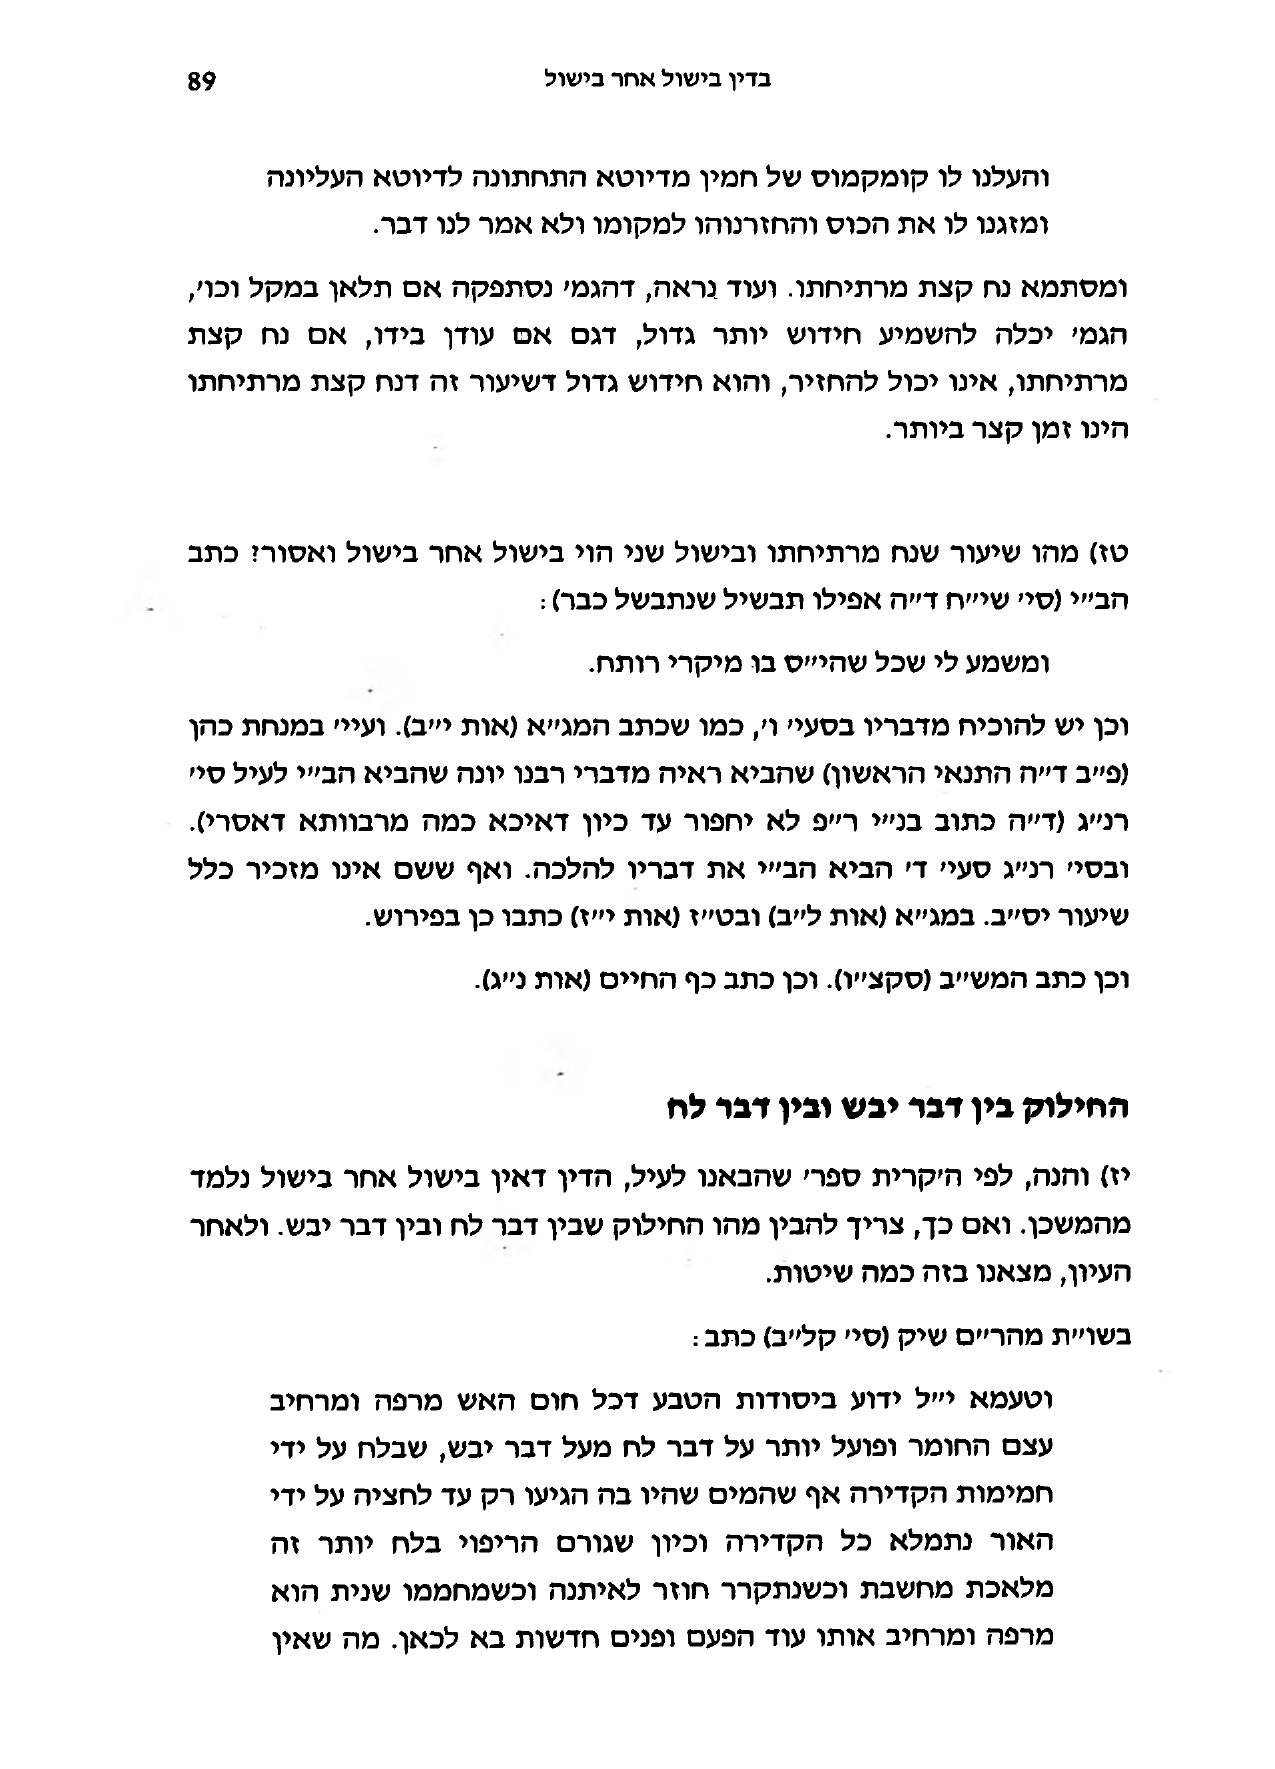 בדין בישול אחר בישול 89
והעלנו לו קומקמוס של חמין מדיוטא התחתונה לדיוטא העליונה
ומזגנו לו את הכוס והחזרנוהו למקומו ולא אמר לנו דבר.
ומסתמא נח קצת מרתיחתו. ועוד נראה, דהגמ׳ נסתפקה אם תלאן במקל וכו׳,
הגמ׳ יכלה להשמיע חידוש יותר גדול, דגם אם עודן בידו, אם נח קצת
מרתיחתו, אינו יכול להחזיר, והוא חידוש גדול דשיעור זה דנח קצת מרתיחתו
הינו זמן קצר ביותר.
טז) מהו שיעור שנח מרתיחתו ובישול שני הוי בישול אחר בישול ואסור? כתב
הב״י (סי׳ שי״ח ד״ה אפילו תבשיל שנתבשל כבר):
ומשמע לי שכל שהי״ס בו מיקרי רותח.
וכן יש להוכיח מדבריו בסעי׳ ו׳, כמו שכתב המג״א (אות י״ב). ועיי׳ במנחת כהן
(פ״ב ד״ה התנאי הראשון) שהביא ראיה מדברי רבנו יונה שהביא הב״י לעיל סי׳
רנ״ג (ד״ה כתוב בנ״י ר״פ לא יחפור עד כיון דאיכא כמה מרבוותא דאסרי).
ובסי׳ רנ״ג סעי׳ ד׳ הביא הב״י את דבריו להלכה. ואף ששם אינו מזכיר כלל
שיעור יס״ב. במג״א (אות ל״ב) ובט״ז (אות י״ז) כתבו כן בפירוש.
וכן כתב המש״ב (סקצ״ו). וכן כתב כף החיים (אות נ״ג).
החילוק בין דבר יבש ובין דבר לח
יז) והנה, לפי ה׳קרית ספר׳ שהבאנו לעיל, הדין דאין בישול אחר בישול נלמד
מהמשכן. ואם כך, צריך להבין מהו החילוק שבין דבר לח ובין דבר יבש. ולאחר
העיון, מצאנו בזה כמה שיטות.
בשו״ת מהר״ם שיק (סי׳ קל״ב) כתב:
וטעמא י״ל ידוע ביסודות הטבע דכל חום האש מרפה ומרחיב
עצם החומר ופועל יותר על דבר לח מעל דבר יבש, שבלח על ידי
חמימות הקדירה אף שהמים שהיו בה הגיעו רק עד לחציה על ידי
האור נתמלא כל הקדירה וכיון שגורם הריפוי בלח יותר זה
מלאכת מחשבת וכשנתקרר חוזר לאיתנה וכשמחממו שנית הוא
מרפה ומרחיב אותו עוד הפעם ופנים חדשות בא לכאן. מה שאין